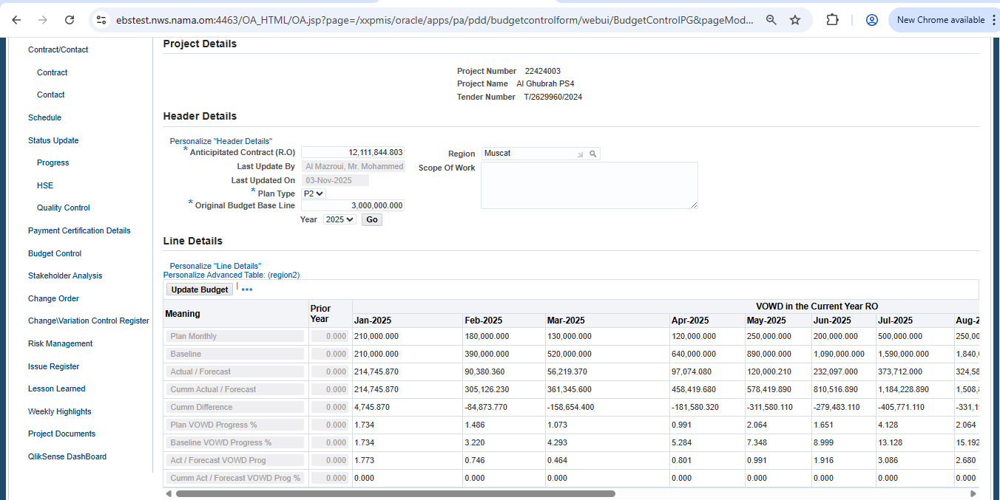 ebstest.nws.nama.om:4463/OA_HTML/OA.jsp?page=/xxpmis/oracle/apps/pa/pdd/budgetcontrolform/webui/BudgetControlPG&pageMod...
New Chrome available
Contract/Contact
Contract
Contact
Schedule
Status Update
Progress
HSE
Quality Control
Payment Certification Details
Budget Control
Stakeholder Analysis
Change Order
Change\Variation Control Register
Risk Management
Issue Register
Lesson Learned
Weekly Highlights
Project Documents
QlikSense DashBoard
Project Details
Project Number 22424003
Project Name Al Ghubrah PS4
Tender Number T/2629960/2024
Header Details
Personalize "Header Details"
* Anticipitated Contract (R.O) 12,111,844.803
Last Update By Al Mazroui, Mr. Mohammed
Last Updated On 03-Nov-2025
* Plan Type P2
* Original Budget Base Line 3,000,000.000
Year 2025 Go
Region Muscat
Scope Of Work
Line Details
Personalize "Line Details"
Personalize Advanced Table: (region2)
Update Budget | •••
Meaning Prior Year VOWD in the Current Year RO
Jan-2025 Feb-2025 Mar-2025 Apr-2025 May-2025 Jun-2025 Jul-2025 Aug-2
Plan Monthly 0.000 210,000.000 180,000.000 130,000.000 120,000.000 250,000.000 200,000.000 500,000.000 250,00
Baseline 0.000 210,000.000 390,000.000 520,000.000 640,000.000 890,000.000 1,090,000.000 1,590,000.000 1,840,
Actual / Forecast 0.000 214,745.870 90,380.360 56,219.370 97,074.080 120,000.210 232,097.000 373,712.000 324,58
Cumm Actual / Forecast 0.000 214,745.870 305,126.230 361,345.600 458,419.680 578,419.890 810,516.890 1,184,228.890 1,508,
Cumm Difference 0.000 4,745.870 -84,873.770 -158,654.400 -181,580.320 -311,580.110 -279,483.110 -405,771.110 -331,1
Plan VOWD Progress % 0.000 1.734 1.486 1.073 0.991 2.064 1.651 4.128 2.064
Baseline VOWD Progress % 0.000 1.734 3.220 4.293 5.284 7.348 8.999 13.128 15.192
Act / Forecast VOWD Prog 0.000 1.773 0.746 0.464 0.801 0.991 1.916 3.086 2.680
Cumm Act / Forecast VOWD Prog % 0.000 0.000 0.000 0.000 0.000 0.000 0.000 0.000 0.000